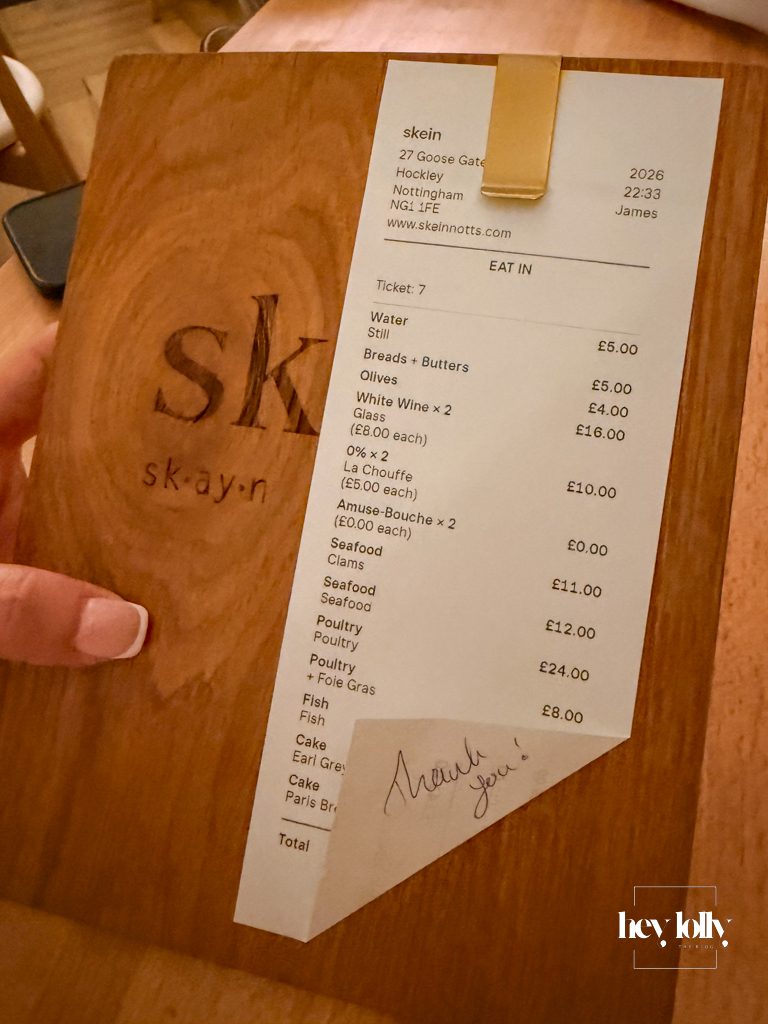 sk
sk·ay·n
skein
27 Goose Gate
Hockley
Nottingham
NG1 1FE
www.skeinnotts.com
2026
22:33
James
EAT IN
Ticket: 7
Water £5.00
Still
Breads + Butters £5.00
Olives £4.00
White Wine × 2 £16.00
Glass
(£8.00 each)
0% × 2 £10.00
La Chouffe
(£5.00 each)
Amuse-Bouche × 2 £0.00
(£0.00 each)
Seafood £11.00
Clams
Seafood £12.00
Seafood
Poultry £24.00
Poultry
Poultry £8.00
+ Foie Gras
Fish
Fish
Cake
Earl Grey
Cake
Paris
Total
Thank
you!
hey lolly
THE BLOG